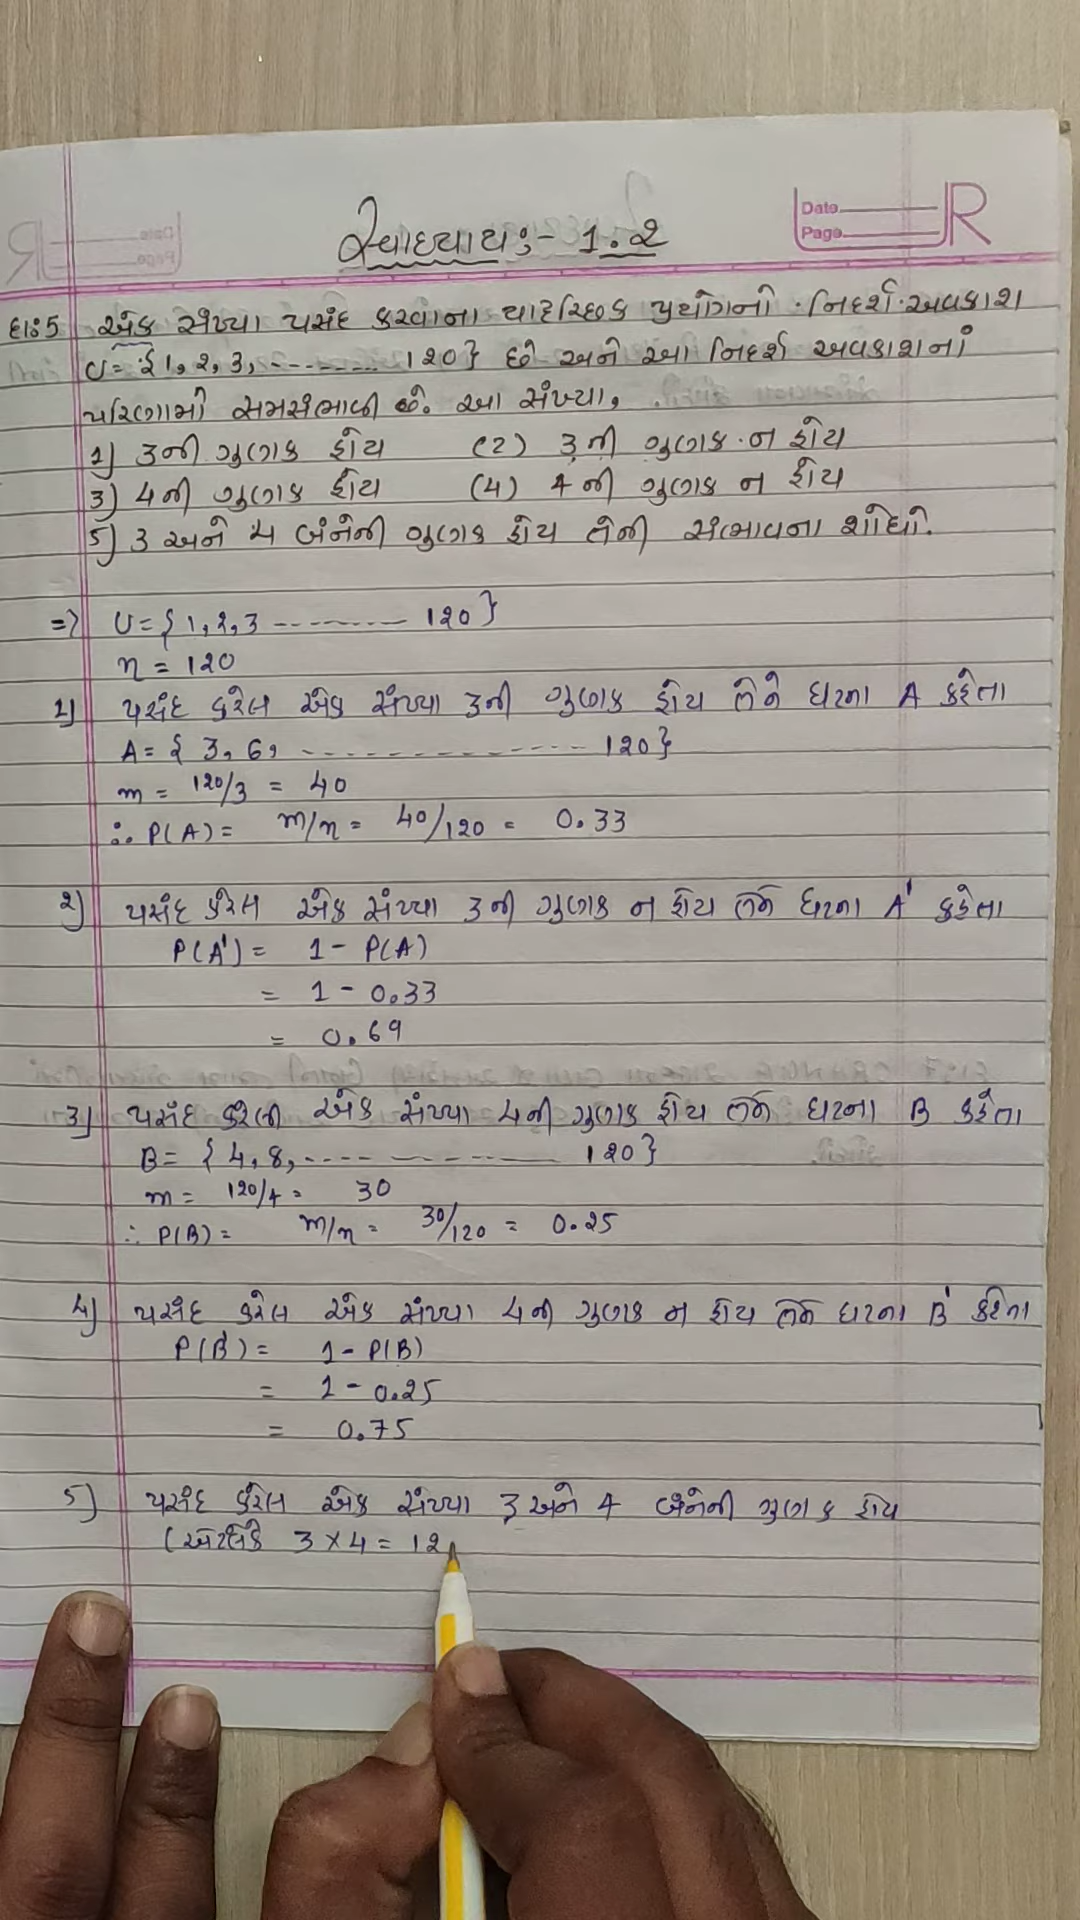 Date
Page
R
સ્વાધ્યાય:- 1.2
દા:5 એક સંખ્યા પસંદ કરવાના યાદૃચ્છિક પ્રયોગનો નિદર્શ અવકાશ
U = {1, 2, 3, -------- 120} છે અને આ નિદર્શ અવકાશનાં
પરિણામો સમસંભાવી છે. આ સંખ્યા,
1) 3ની ગુણક હોય (2) 3 ની ગુણક ન હોય
3) 4ની ગુણક હોય (4) 4 ની ગુણક ન હોય
5) 3 અને 4 બંનેની ગુણક હોય તેની સંભાવના શોધો.
=> U = { 1, 2, 3 -------- 120 }
n = 120
1) પસંદ કરેલ એક સંખ્યા 3ની ગુણક હોય તેને ઘટના A કહેતા
A = { 3, 6, -------------- 120 }
m = 120/3 = 40
∴ P(A) = m/n = 40/120 = 0.33
2) પસંદ કરેલ એક સંખ્યા 3 ની ગુણક ન હોય તેને ઘટના A' કહેતા
P(A') = 1 - P(A)
= 1 - 0.33
= 0.69
3) પસંદ કરેલી એક સંખ્યા 4ની ગુણક હોય તેને ઘટના B કહેતા
B = { 4, 8, -------------- 120 }
m = 120/4 = 30
∴ P(B) = m/n = 30/120 = 0.25
4) પસંદ કરેલ એક સંખ્યા 4ની ગુણક ન હોય તેને ઘટના B' કહેતા
P(B') = 1 - P(B)
= 1 - 0.25
= 0.75
5) પસંદ કરેલ એક સંખ્યા 3 અને 4 બંનેની ગુણક હોય
(એટલેકે 3 x 4 = 12